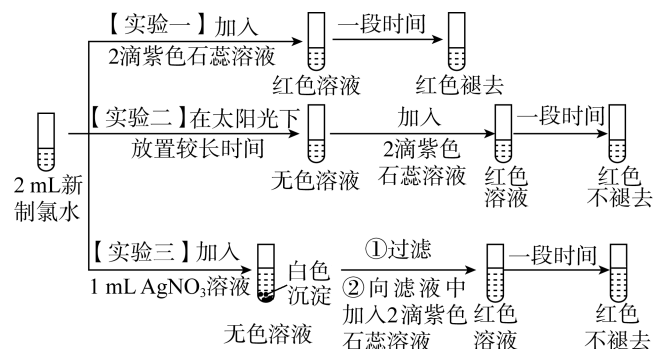 【实验一】加入
2滴紫色石蕊溶液
红色溶液
一段时间
红色褪去
2 mL新
制氯水
【实验二】在太阳光下
放置较长时间
无色溶液
加入
2滴紫色
石蕊溶液
红色
溶液
一段时间
红色
不褪去
【实验三】加入
1 mL AgNO₃溶液
白色
沉淀
无色溶液
①过滤
②向滤液中
加入2滴紫色
石蕊溶液
红色
溶液
一段时间
红色
不褪去